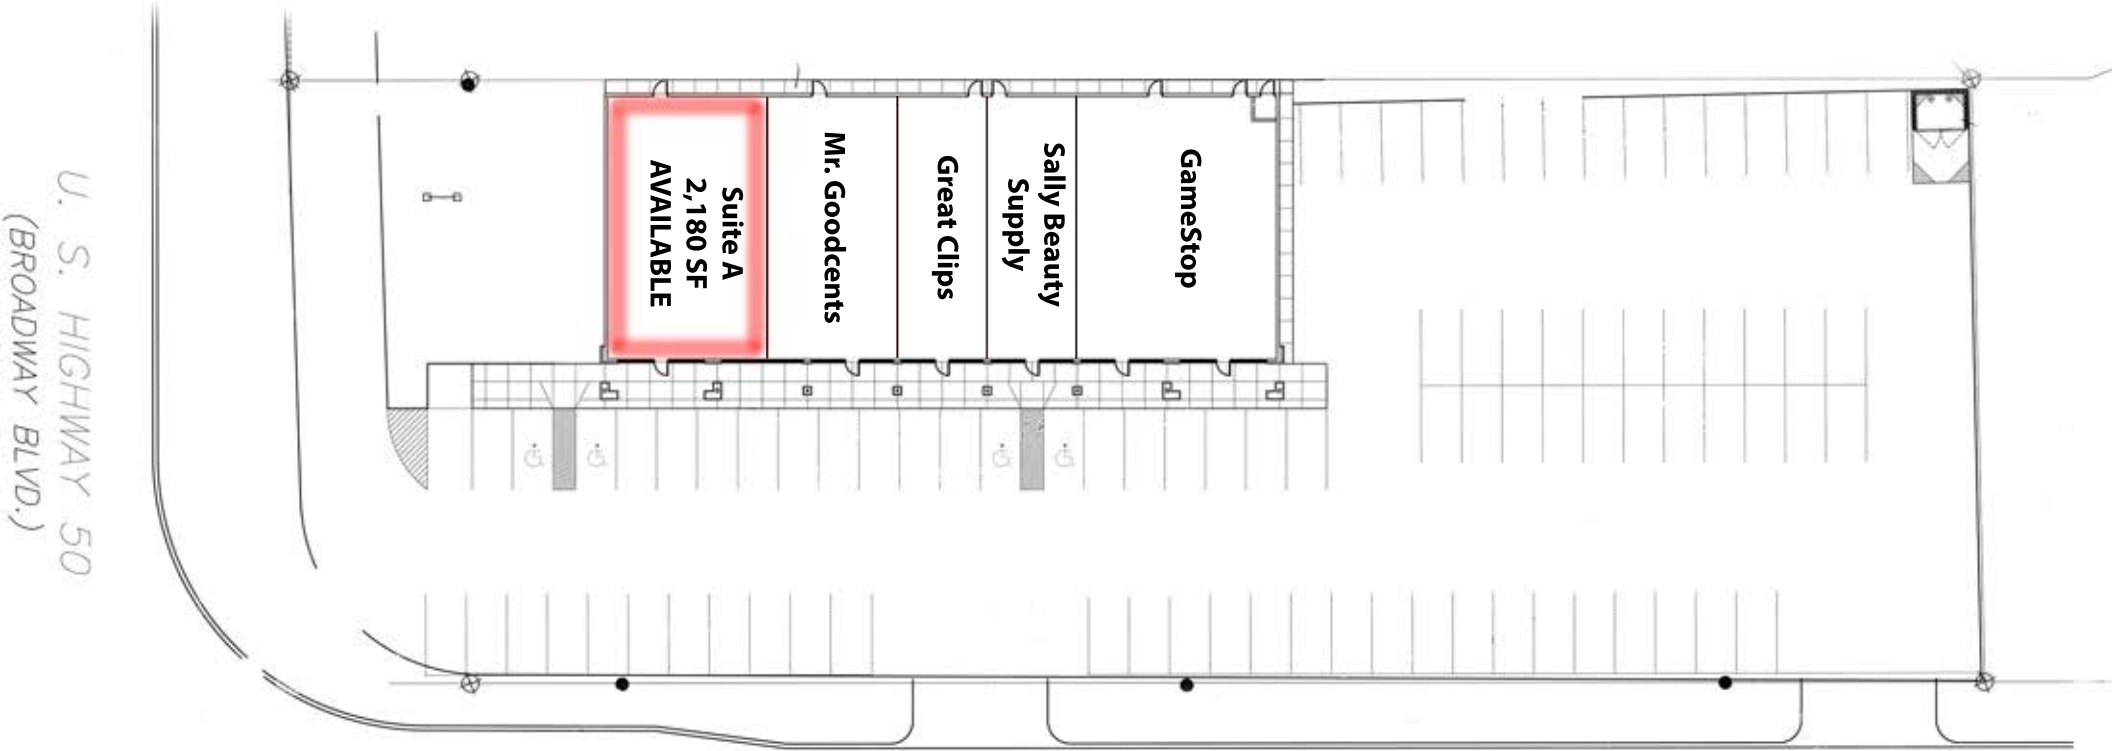 U. S. HIGHWAY 50
(BROADWAY BLVD.)
Suite A
2,180 SF
AVAILABLE
Mr. Goodcents
Great Clips
Sally Beauty
Supply
GameStop